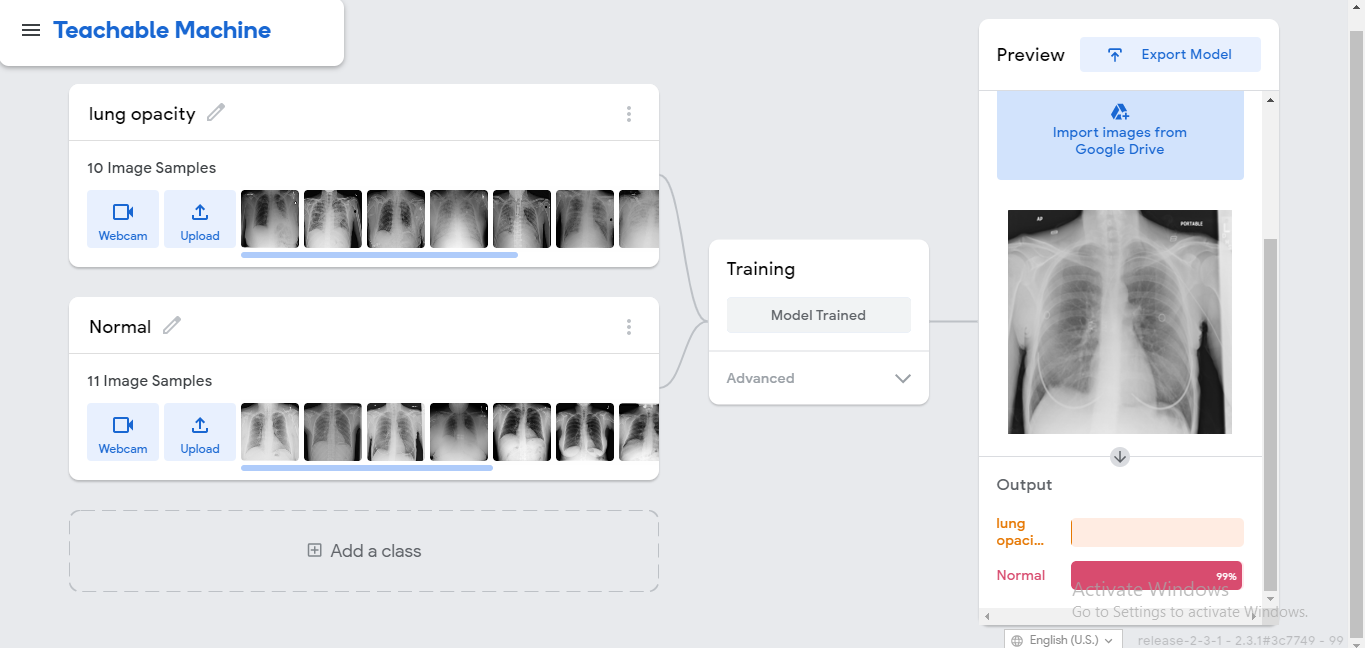 Teachable Machine
lung opacity
10 Image Samples
Webcam
Upload
Normal
11 Image Samples
Webcam
Upload
Add a class
Training
Model Trained
Advanced
Preview
Export Model
Import images from
Google Drive
AP
PORTABLE
Output
lung
opaci...
Normal
99%
Activate Windows
Go to Settings to activate Windows.
English (U.S.)
release-2-3-1 - 2.3.1#3c7749 - 99